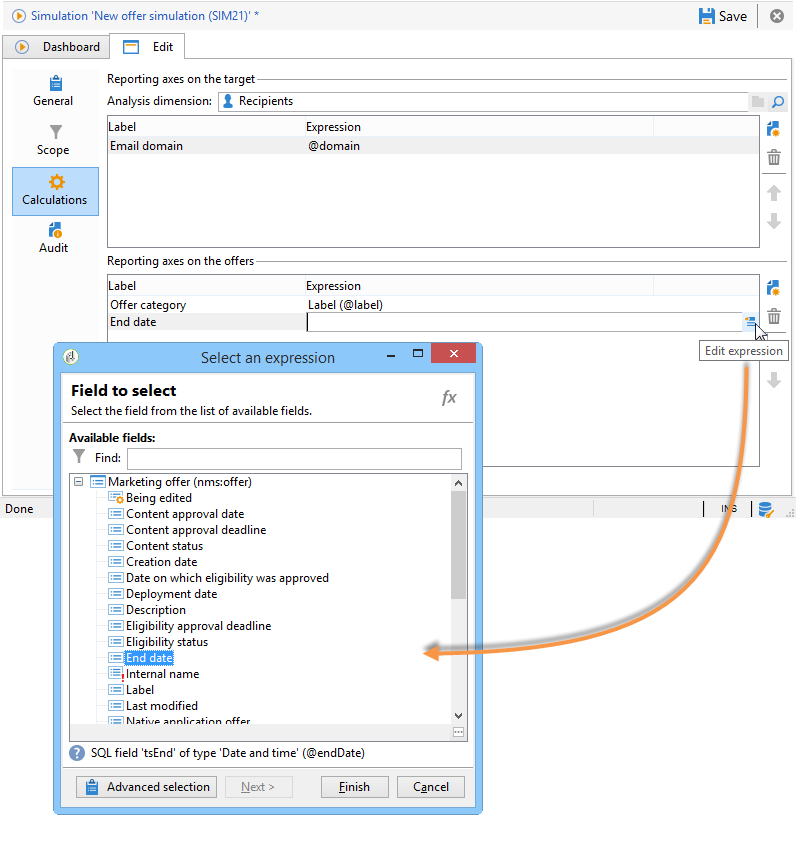 Simulation 'New offer simulation (SIM21)' *
Save
Dashboard
Edit
General
Scope
Calculations
Audit
Reporting axes on the target
Analysis dimension: Recipients
Label Expression
Email domain @domain
Reporting axes on the offers
Label Expression
Offer category Label (@label)
End date
Edit expression
Select an expression
Field to select
Select the field from the list of available fields.
fx
Available fields:
Find:
Marketing offer (nms:offer)
Being edited
Content approval date
Content approval deadline
Content status
Creation date
Date on which eligibility was approved
Deployment date
Description
Eligibility approval deadline
Eligibility status
End date
Internal name
Label
Last modified
Native application offer
SQL field 'tsEnd' of type 'Date and time' (@endDate)
Advanced selection
Next >
Finish
Cancel
Done
INS